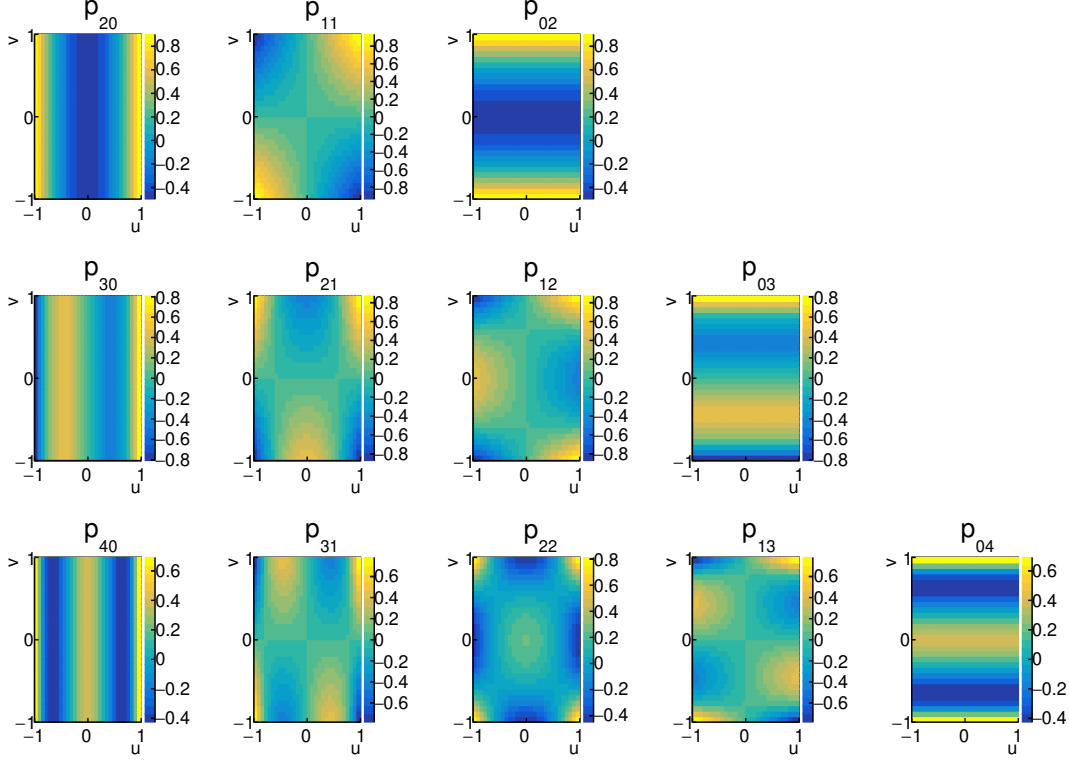 p20 p11 p02
v 1 0 −1 −1 0 1 u 0.8 0.6 0.4 0.2 0 −0.2 −0.4
v 1 0 −1 −1 0 1 u 0.8 0.6 0.4 0.2 0 −0.2 −0.4 −0.6 −0.8
v 1 0 −1 −1 0 1 u 0.8 0.6 0.4 0.2 0 −0.2 −0.4
p30 p21 p12 p03
v 1 0 −1 −1 0 1 u 0.8 0.6 0.4 0.2 0 −0.2 −0.4 −0.6 −0.8
v 1 0 −1 −1 0 1 u 0.8 0.6 0.4 0.2 0 −0.2 −0.4 −0.6 −0.8
v 1 0 −1 −1 0 1 u 0.8 0.6 0.4 0.2 0 −0.2 −0.4 −0.6 −0.8
v 1 0 −1 −1 0 1 u 0.8 0.6 0.4 0.2 0 −0.2 −0.4 −0.6 −0.8
p40 p31 p22 p13 p04
v 1 0 −1 −1 0 1 u 0.6 0.4 0.2 0 −0.2 −0.4
v 1 0 −1 −1 0 1 u 0.6 0.4 0.2 0 −0.2 −0.4 −0.6
v 1 0 −1 −1 0 1 u 0.8 0.6 0.4 0.2 0 −0.2 −0.4
v 1 0 −1 −1 0 1 u 0.6 0.4 0.2 0 −0.2 −0.4 −0.6
v 1 0 −1 −1 0 1 u 0.6 0.4 0.2 0 −0.2 −0.4